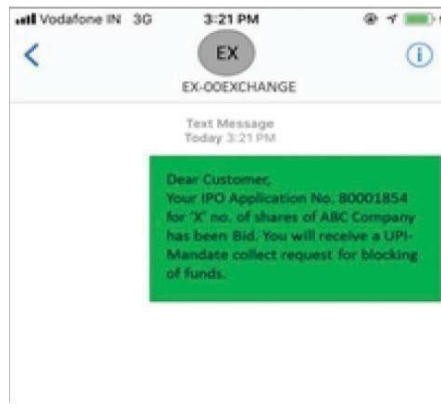 Vodafone IN 3G 3:21 PM
EX
EX-00EXCHANGE
Text Message
Today 3:21 PM
Dear Customer,
Your IPO Application No. 80001854
for ‘X’ no. of shares of ABC Company
has been Bid. You will receive a UPI-
Mandate collect request for blocking
of funds.